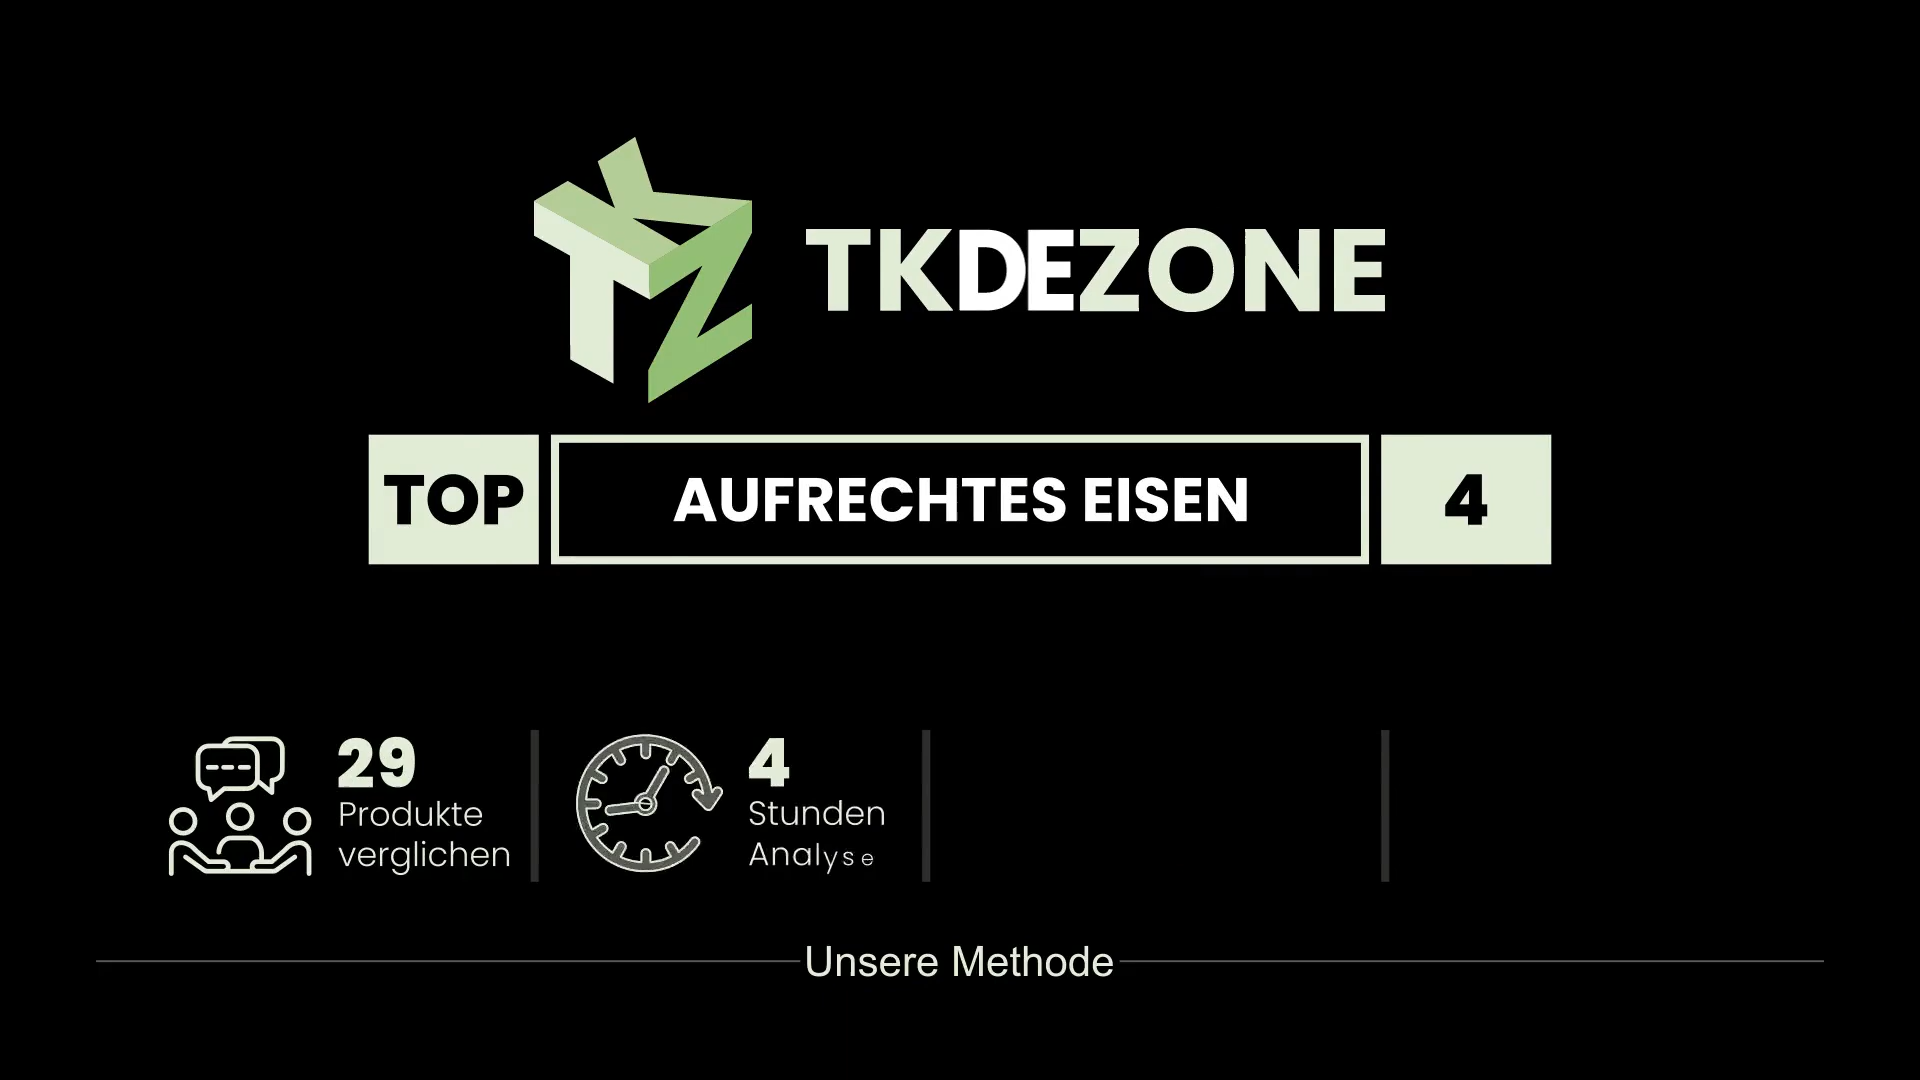 TKDEZONE
TOP
AUFRECHTES EISEN
4
29
Produkte
verglichen
4
Stunden
Analyse
Unsere Methode